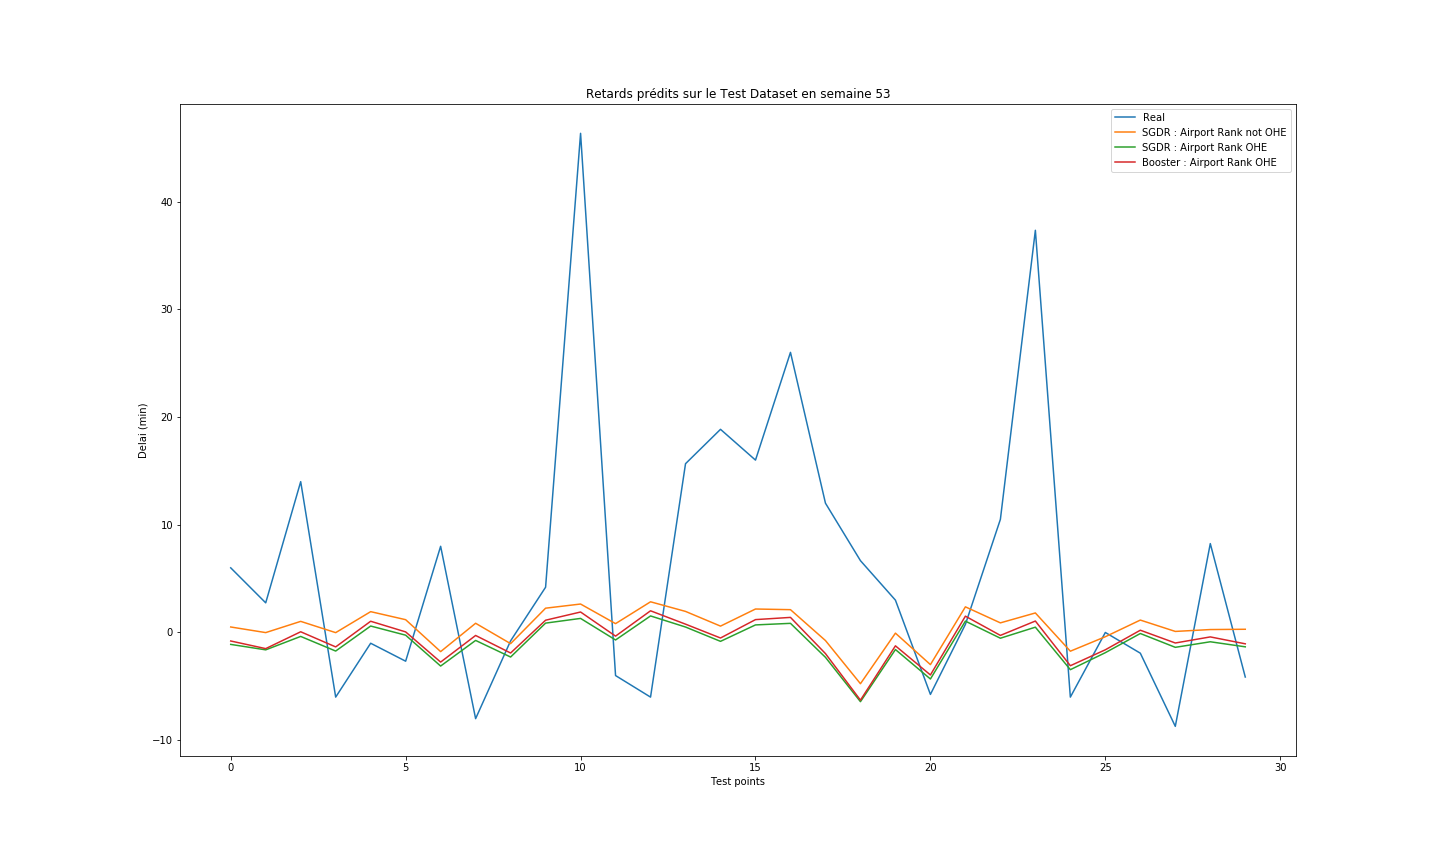 Retards prédits sur le Test Dataset en semaine 53
Real
SGDR : Airport Rank not OHE
SGDR : Airport Rank OHE
Booster : Airport Rank OHE
40
30
20
10
0
−10
Delai (min)
0 5 10 15 20 25 30
Test points